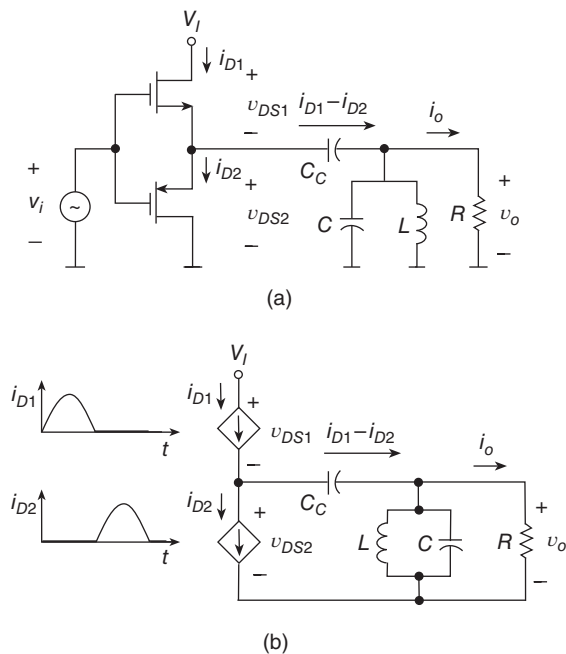 V_I
i_D1
+
v_DS1
i_D1–i_D2
i_o
–
+
i_D2
+
C_C
+
v_i
~
v_DS2
C
L
R
v_o
–
–
–
(a)
V_I
i_D1
i_D1
+
v_DS1
i_D1–i_D2
i_o
t
–
i_D2
i_D2
+
C_C
+
v_DS2
L
C
R
v_o
t
–
–
(b)